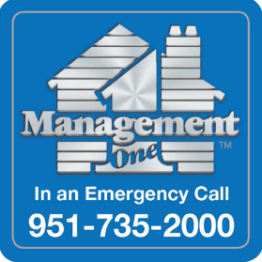 Management
One ™
In an Emergency Call
951-735-2000